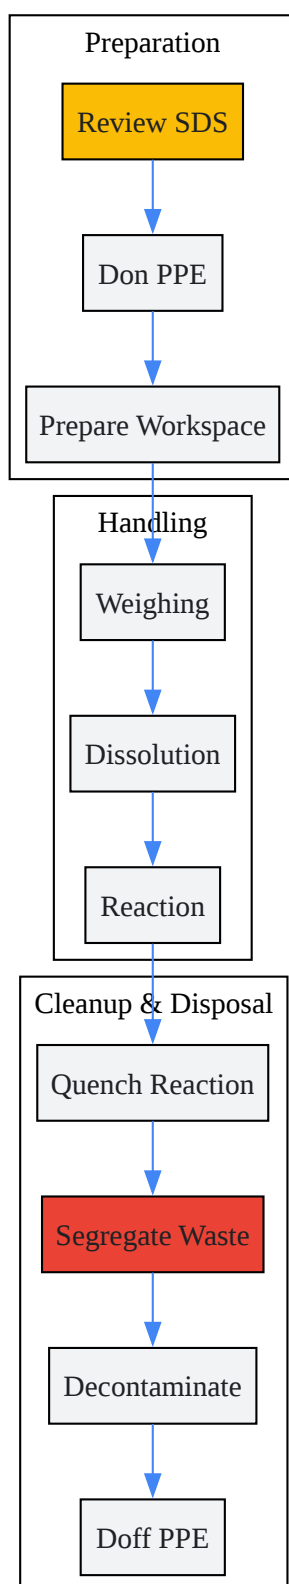 Preparation
Review SDS
Don PPE
Prepare Workspace
Handling
Weighing
Dissolution
Reaction
Cleanup & Disposal
Quench Reaction
Segregate Waste
Decontaminate
Doff PPE